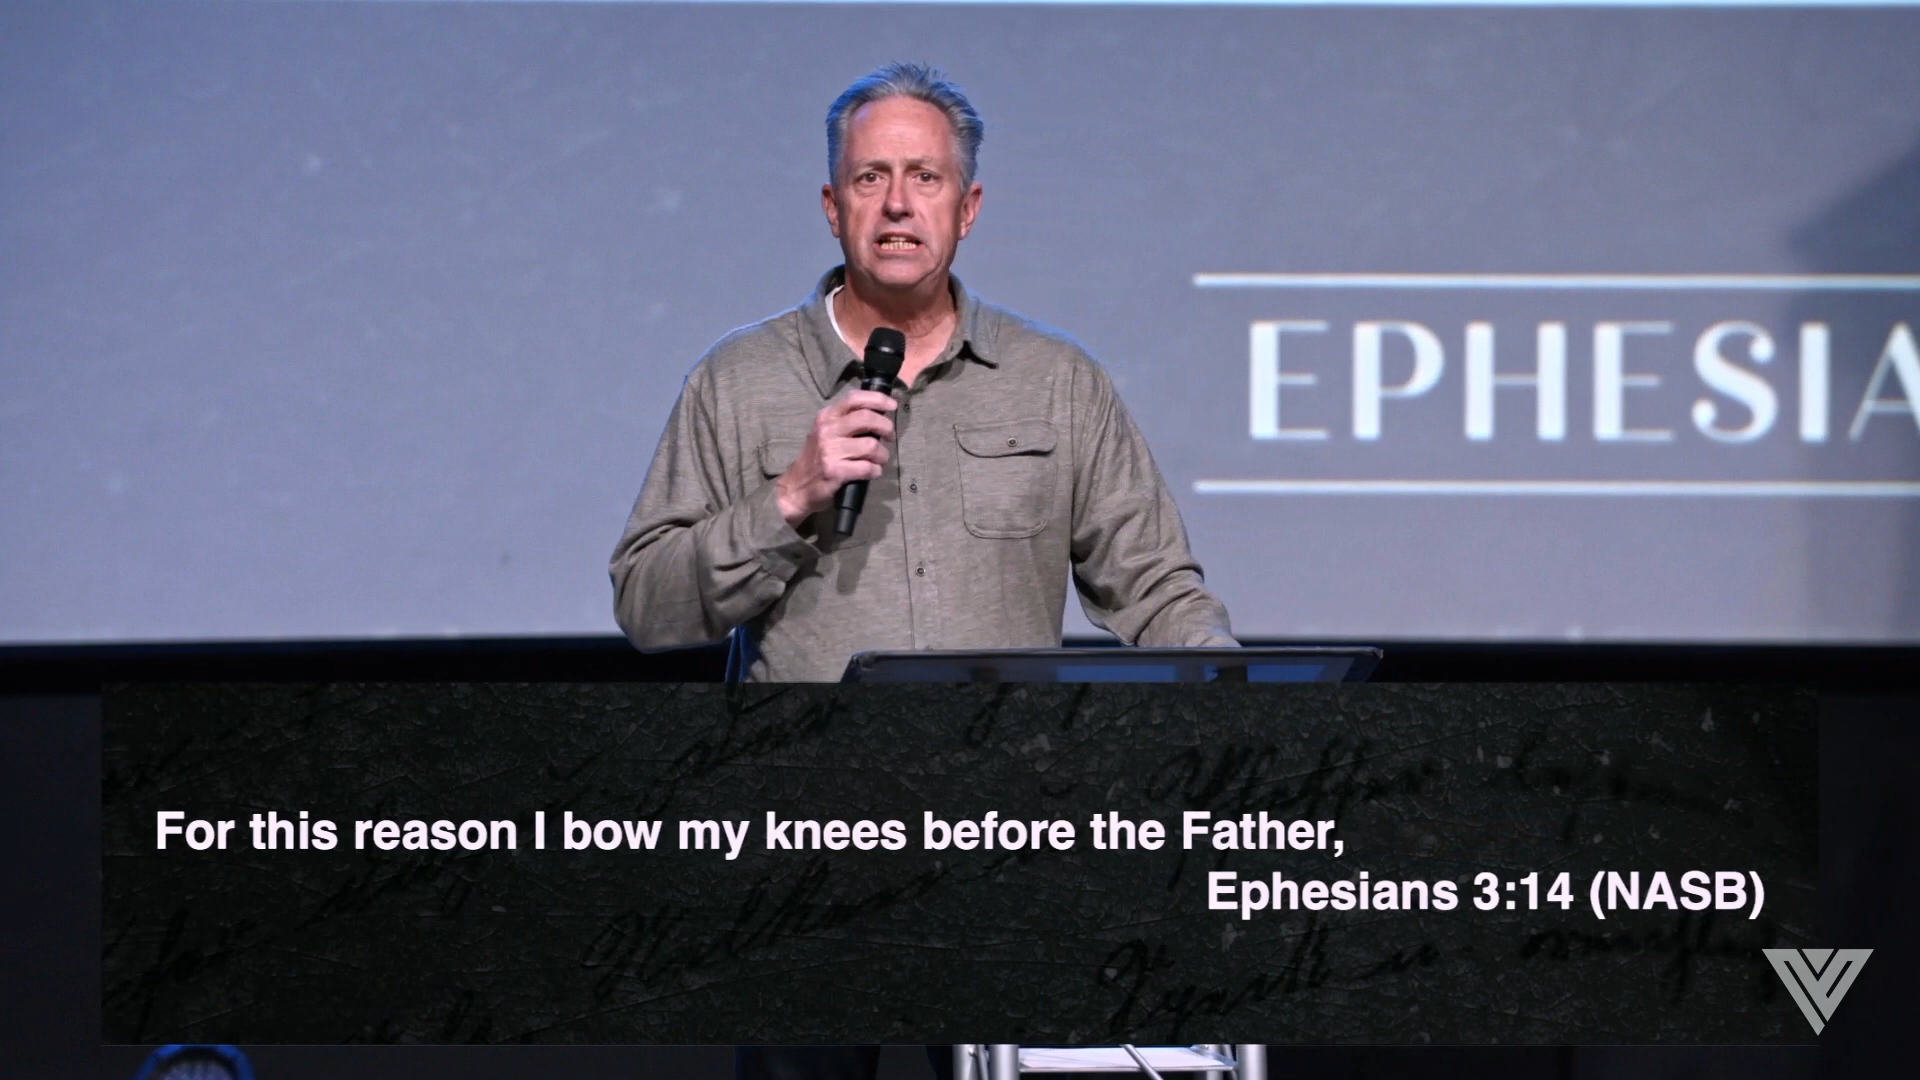 EPHESIA
For this reason I bow my knees before the Father,
Ephesians 3:14 (NASB)